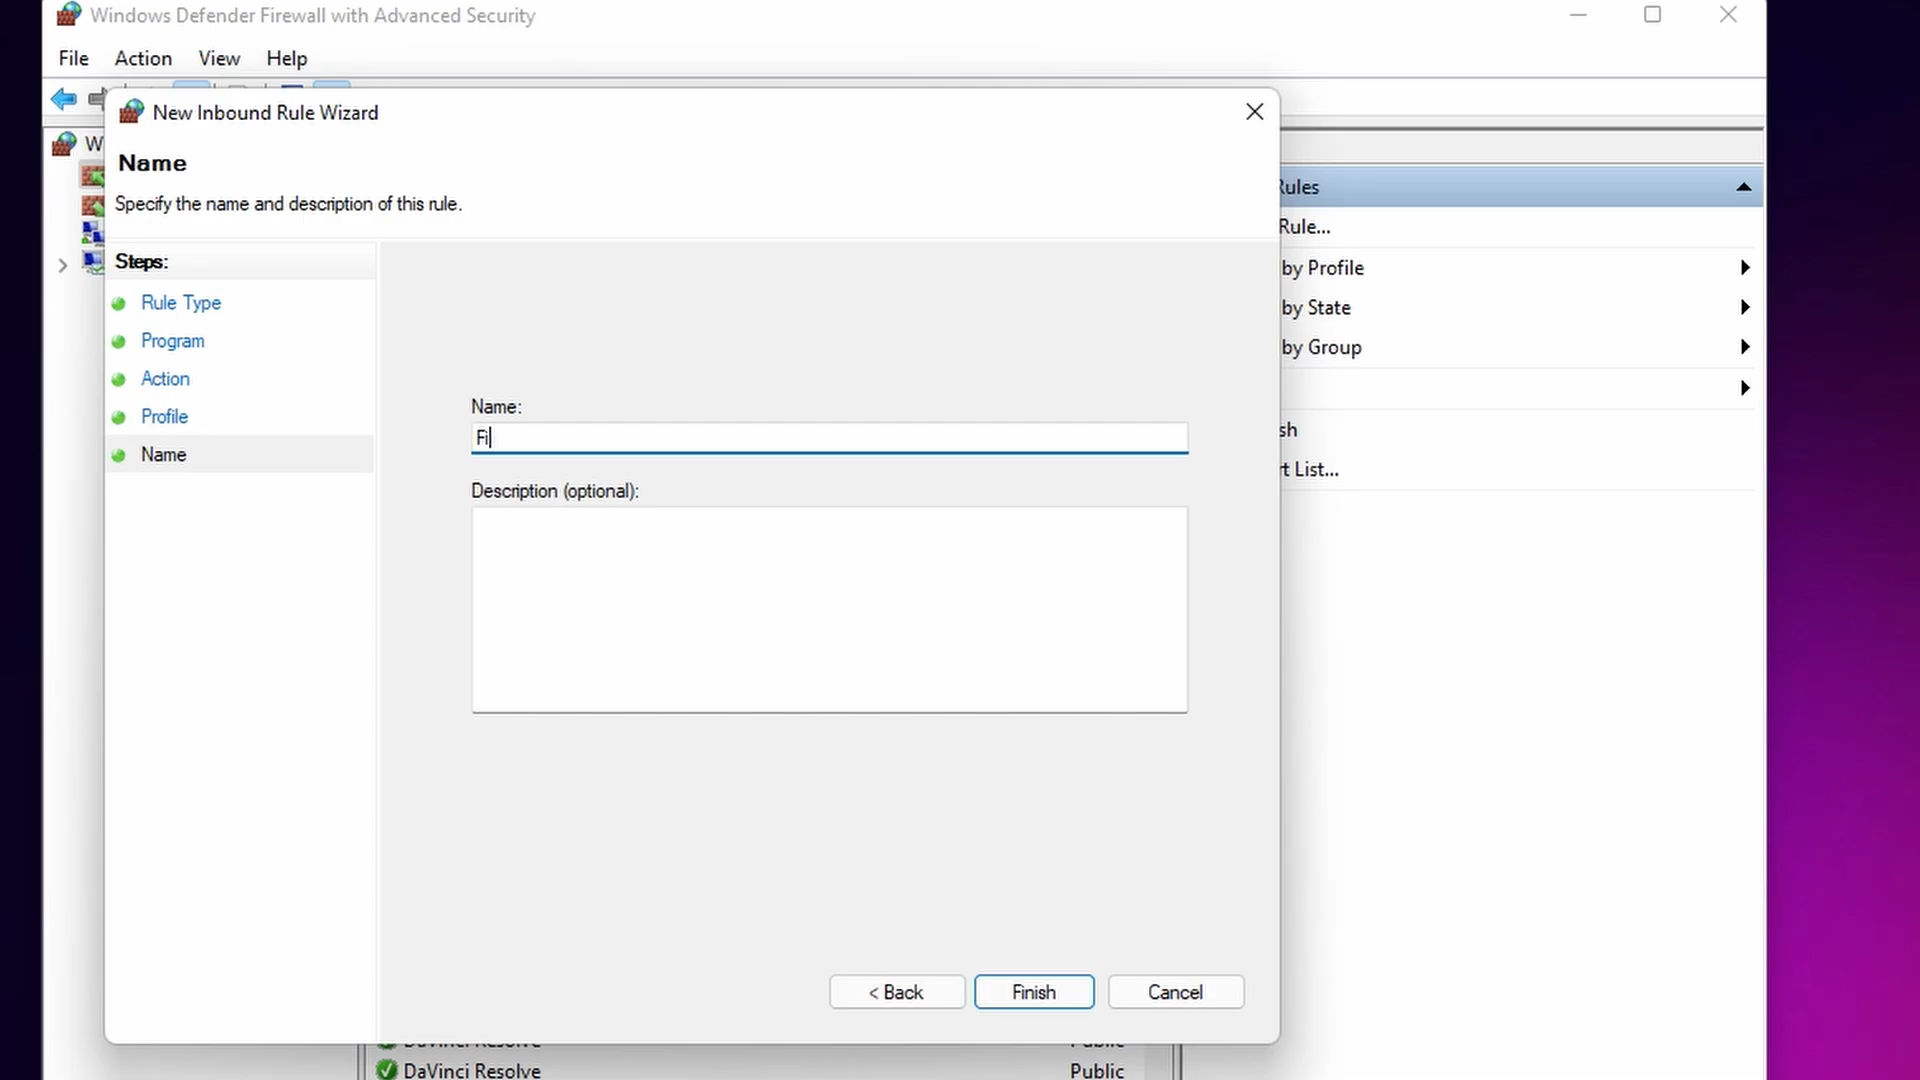 Windows Defender Firewall with Advanced Security
File Action View Help
New Inbound Rule Wizard
Name
Specify the name and description of this rule.
Steps:
Rule Type
Program
Action
Profile
Name
Name:
Fi
Description (optional):
< Back Finish Cancel
W
Rules
Rule...
by Profile
by State
by Group
sh
t List...
DaVinci Resolve Public
DaVinci Resolve Public